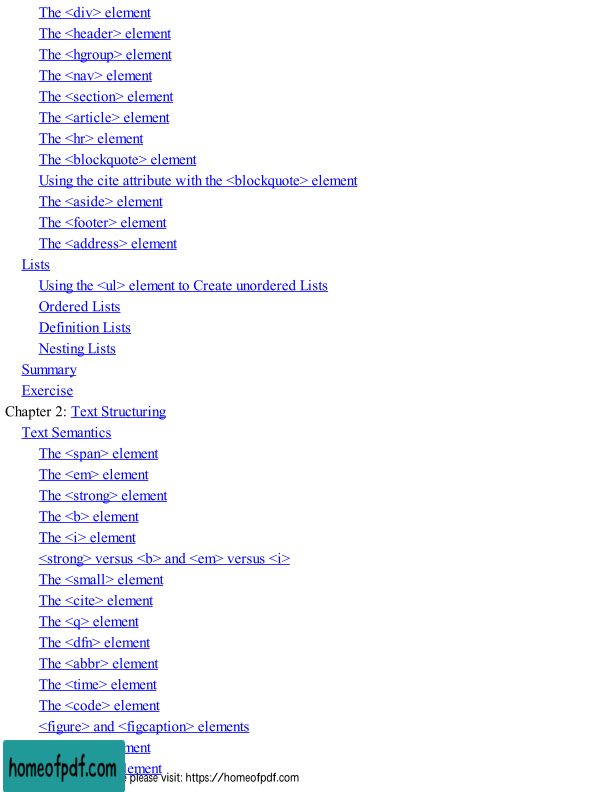 The <div> element
The <header> element
The <hgroup> element
The <nav> element
The <section> element
The <article> element
The <hr> element
The <blockquote> element
Using the cite attribute with the <blockquote> element
The <aside> element
The <footer> element
The <address> element
Lists
Using the <ul> element to Create unordered Lists
Ordered Lists
Definition Lists
Nesting Lists
Summary
Exercise
Chapter 2: Text Structuring
Text Semantics
The <span> element
The <em> element
The <strong> element
The <b> element
The <i> element
<strong> versus <b> and <em> versus <i>
The <small> element
The <cite> element
The <q> element
The <dfn> element
The <abbr> element
The <time> element
The <code> element
<figure> and <figcaption> elements
ment
ement
homeofpdf.com
please visit: https://homeofpdf.com